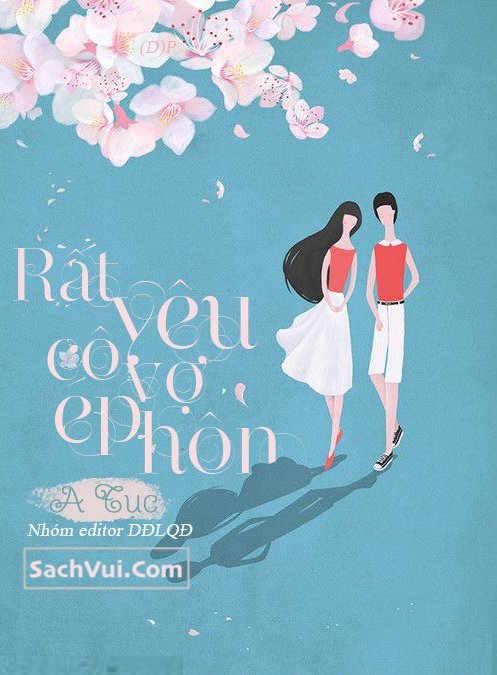 (D)P
Rất
yêu
cô vợ
ép hôn
A Tục
Nhóm editor DĐLQĐ
SachVui.Com